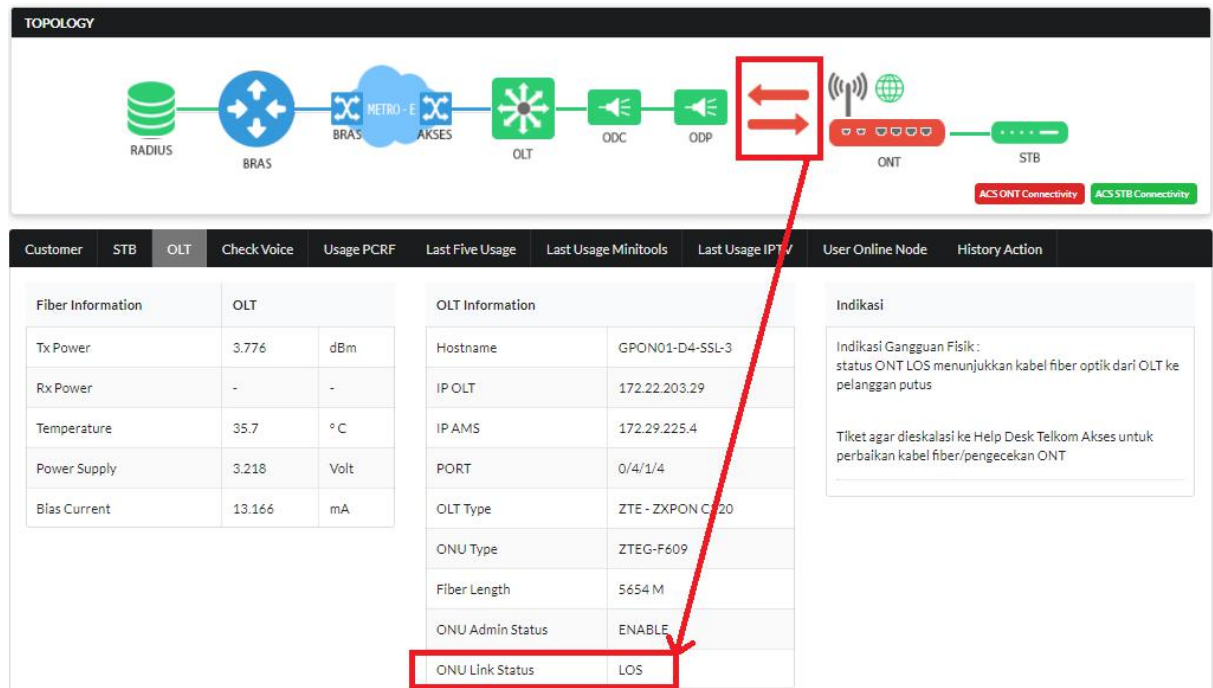 TOPOLOGY
METRO - E
RADIUS
BRAS
BRAS
AKSES
OLT
ODC
ODP
ONT
STB
ACS ONT Connectivity
ACS STB Connectivity
Customer STB OLT Check Voice Usage PCRF Last Five Usage Last Usage Minitools Last Usage IPTV User Online Node History Action
Fiber Information OLT
Tx Power 3.776 dBm
Rx Power - -
Temperature 35.7 ° C
Power Supply 3.218 Volt
Bias Current 13.166 mA
OLT Information
Hostname GPON01-D4-SSL-3
IP OLT 172.22.203.29
IP AMS 172.29.225.4
PORT 0/4/1/4
OLT Type ZTE - ZXPON
ONU Type ZTEG-F609
Fiber Length 5654 M
ONU Admin Status ENABLE
ONU Link Status LOS
Indikasi
Indikasi Gangguan Fisik :
status ONT LOS menunjukkan kabel fiber optik dari OLT ke
pelanggan putus
Tiket agar dieskalasi ke Help Desk Telkom Akses untuk
perbaikan kabel fiber/pengecekan ONT